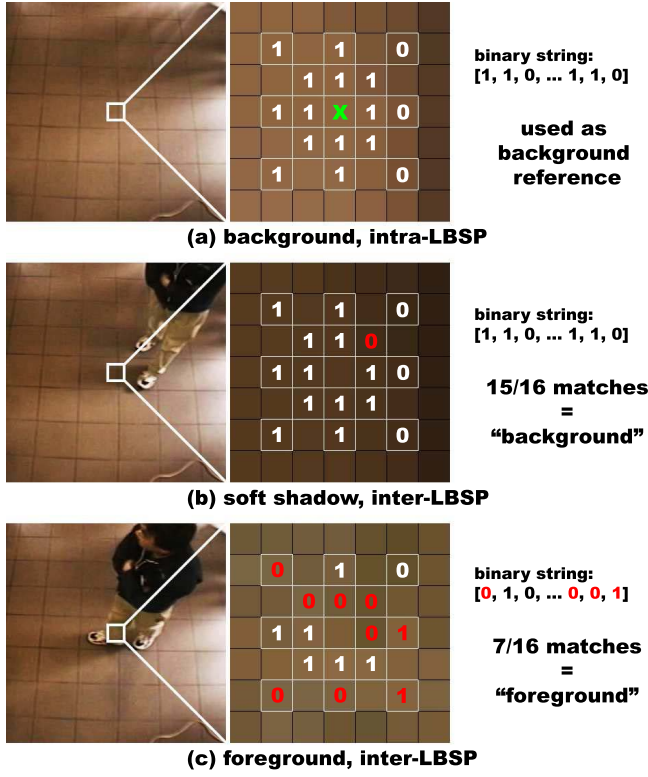 1 1 0
1 1 1
1 1 X 1 0
1 1 1
1 1 0
binary string:
[1, 1, 0, ... 1, 1, 0]
used as
background
reference
(a) background, intra-LBSP
1 1 0
1 1 0
1 1 1 0
1 1 1
1 1 0
binary string:
[1, 1, 0, ... 1, 1, 0]
15/16 matches
=
“background”
(b) soft shadow, inter-LBSP
0 1 0
0 0 0
1 1 0 1
1 1 1
0 0 1
binary string:
[0, 1, 0, ... 0, 0, 1]
7/16 matches
=
“foreground”
(c) foreground, inter-LBSP